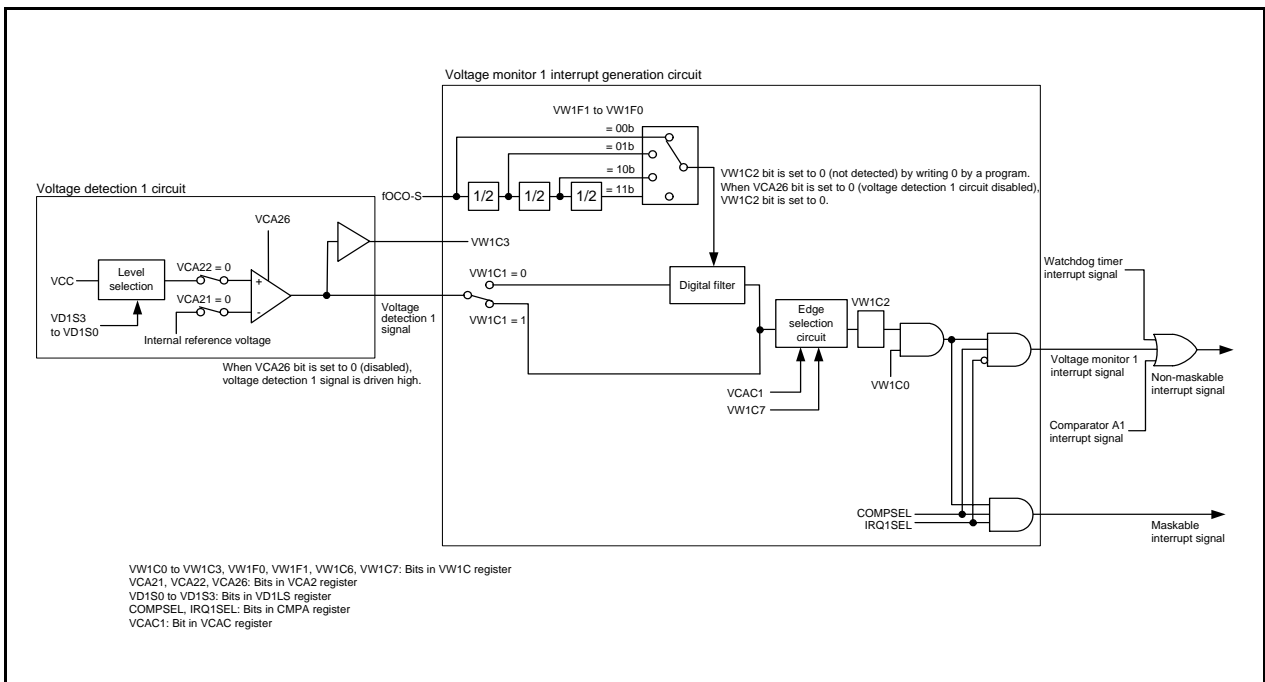 Voltage monitor 1 interrupt generation circuit
VW1F1 to VW1F0
= 00b
= 01b
= 10b
= 11b
fOCO-S
1/2
1/2
1/2
VW1C2 bit is set to 0 (not detected) by writing 0 by a program.
When VCA26 bit is set to 0 (voltage detection 1 circuit disabled),
VW1C2 bit is set to 0.
Voltage detection 1 circuit
VCA26
VW1C3
VCC
Level
selection
VCA22 = 0
VCA21 = 0
+
-
VD1S3
to VD1S0
Internal reference voltage
Voltage
detection 1
signal
When VCA26 bit is set to 0 (disabled),
voltage detection 1 signal is driven high.
VW1C1 = 0
VW1C1 = 1
Digital filter
Edge
selection
circuit
VW1C2
VCAC1
VW1C7
VW1C0
Watchdog timer
interrupt signal
Voltage monitor 1
interrupt signal
Non-maskable
interrupt signal
Comparator A1
interrupt signal
COMPSEL
IRQ1SEL
Maskable
interrupt signal
VW1C0 to VW1C3, VW1F0, VW1F1, VW1C6, VW1C7: Bits in VW1C register
VCA21, VCA22, VCA26: Bits in VCA2 register
VD1S0 to VD1S3: Bits in VD1LS register
COMPSEL, IRQ1SEL: Bits in CMPA register
VCAC1: Bit in VCAC register